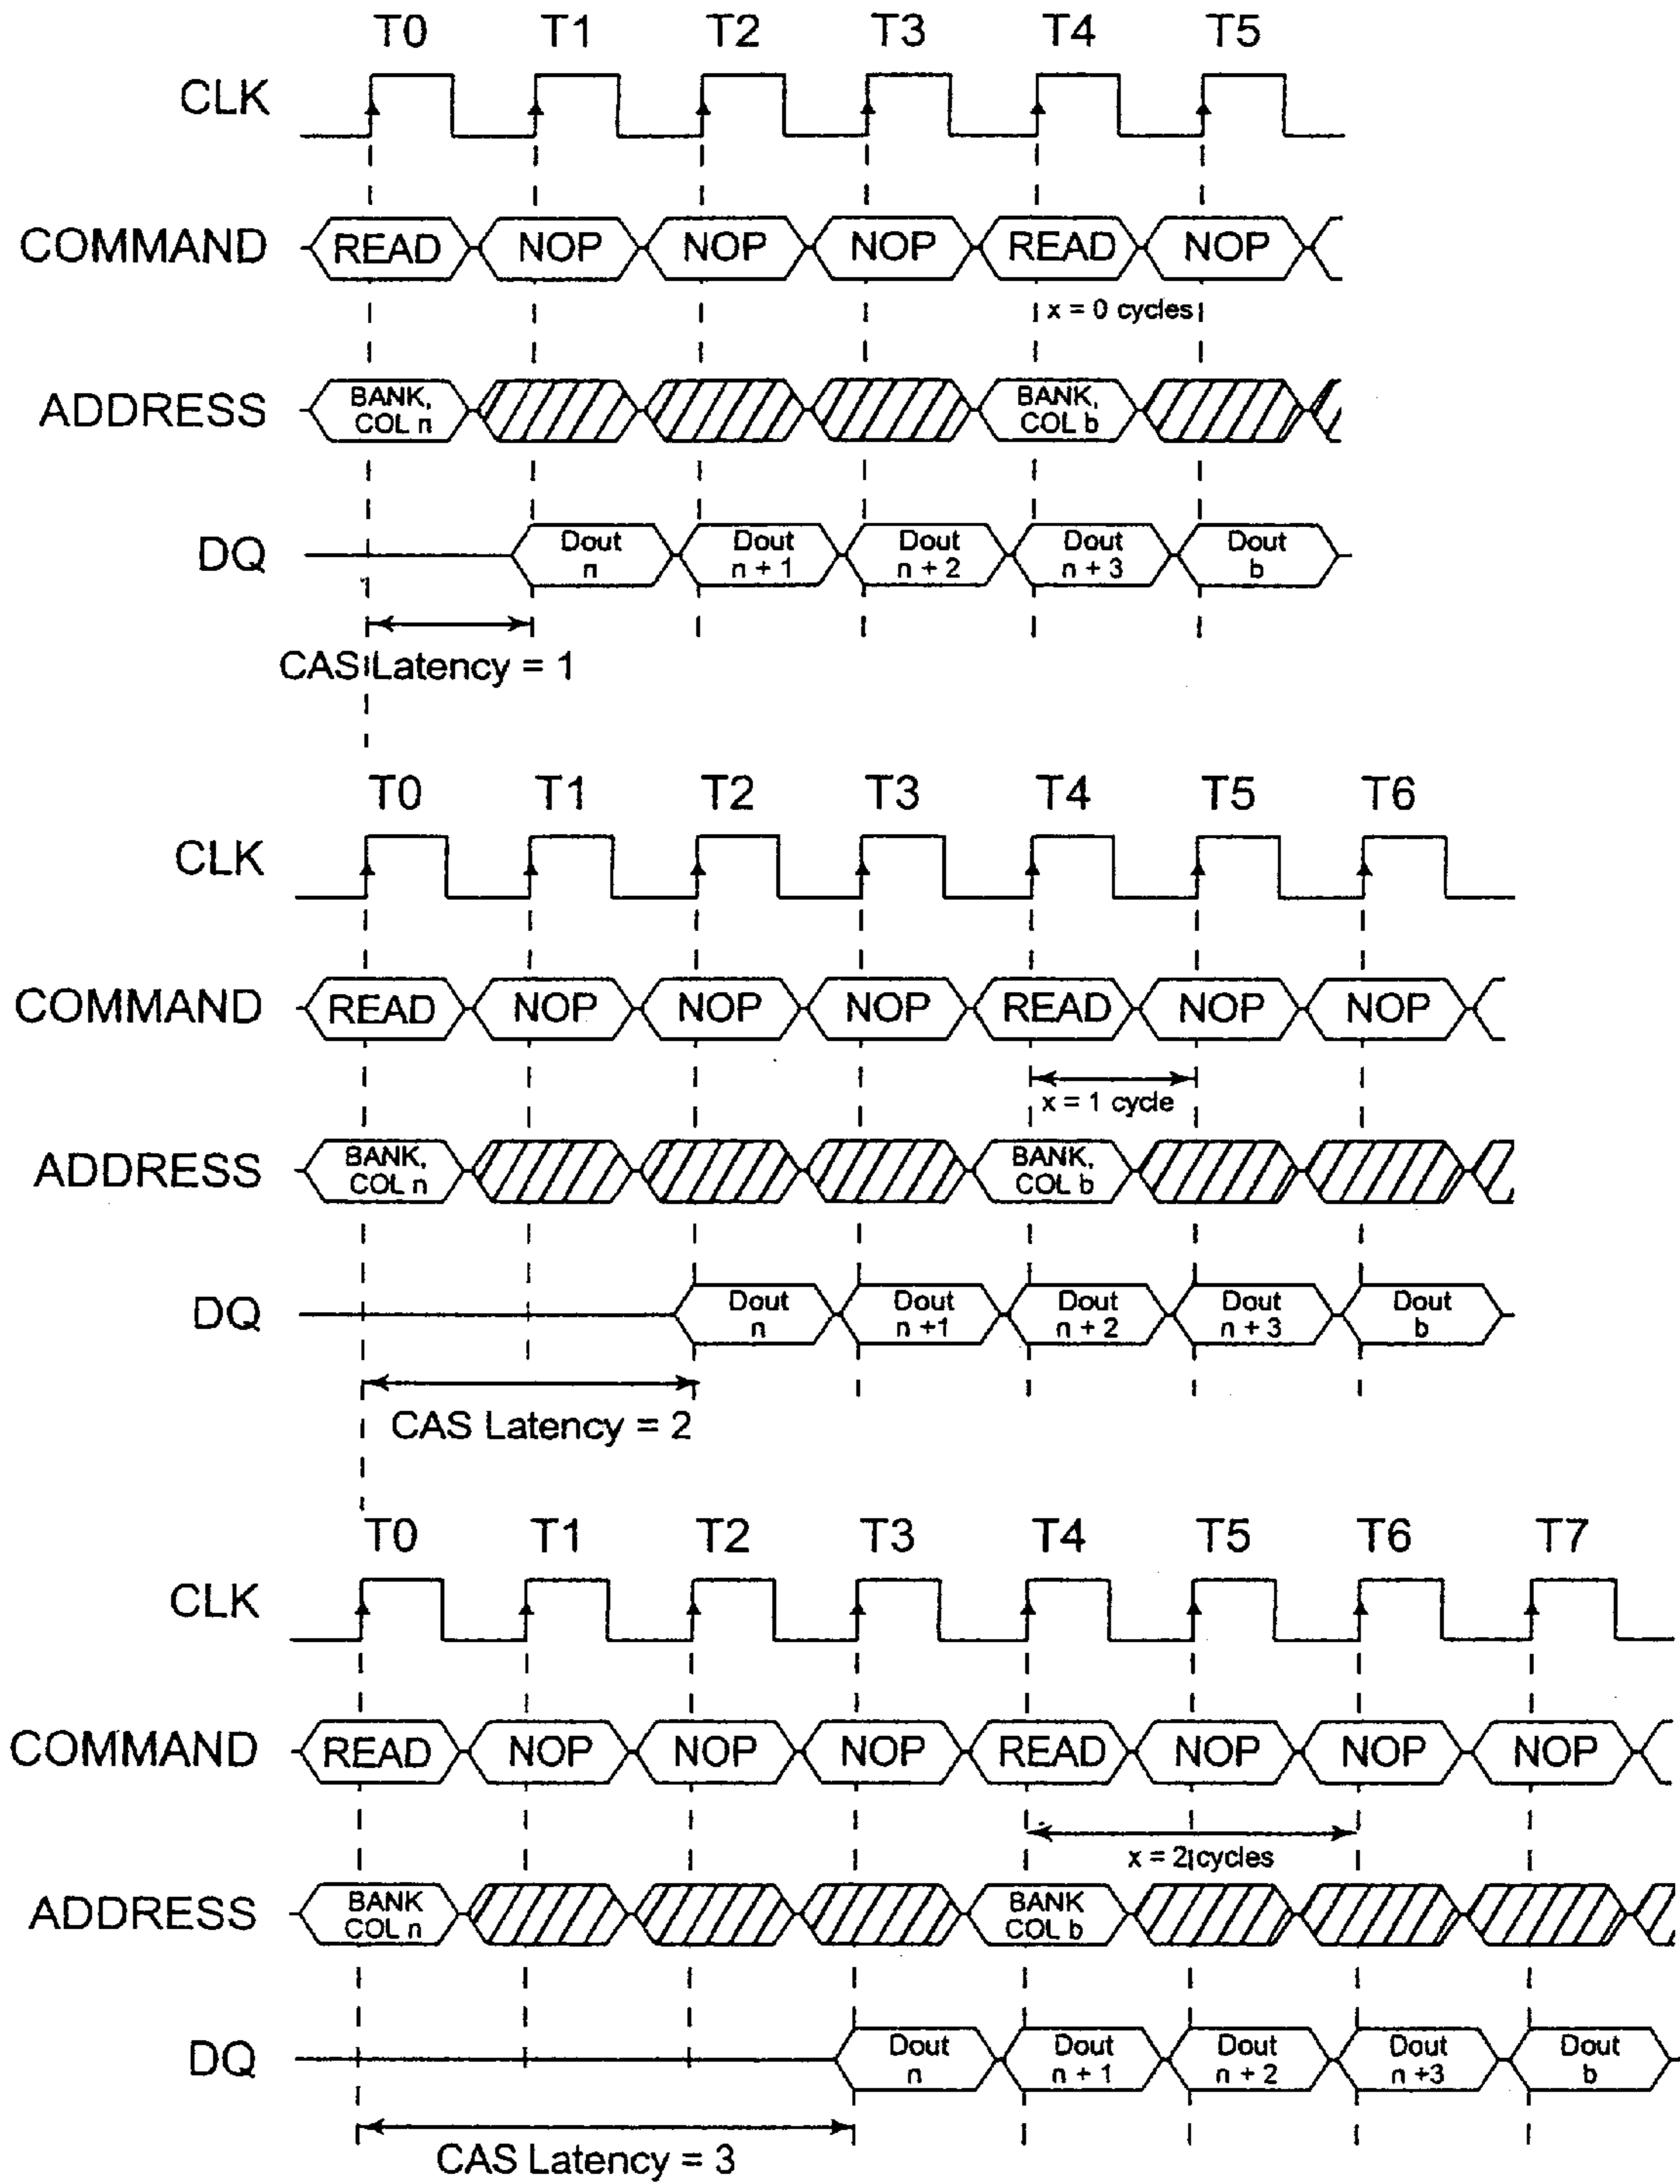 T0 T1 T2 T3 T4 T5
CLK
COMMAND READ NOP NOP NOP READ NOP
x = 0 cycles
ADDRESS BANK, COL n BANK, COL b
DQ Dout n Dout n + 1 Dout n + 2 Dout n + 3 Dout b
CAS Latency = 1
T0 T1 T2 T3 T4 T5 T6
CLK
COMMAND READ NOP NOP NOP READ NOP NOP
x = 1 cycle
ADDRESS BANK, COL n BANK, COL b
DQ Dout n Dout n +1 Dout n + 2 Dout n + 3 Dout b
CAS Latency = 2
T0 T1 T2 T3 T4 T5 T6 T7
CLK
COMMAND READ NOP NOP NOP READ NOP NOP NOP
x = 2 cycles
ADDRESS BANK COL n BANK COL b
DQ Dout n Dout n + 1 Dout n + 2 Dout n +3 Dout b
CAS Latency = 3